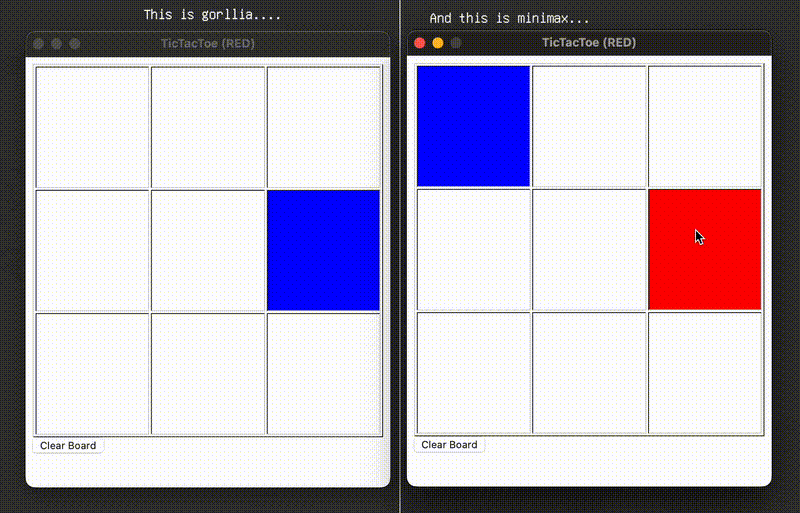 This is gorllia....
And this is minimax...
TicTacToe (RED)
TicTacToe (RED)
Clear Board
Clear Board